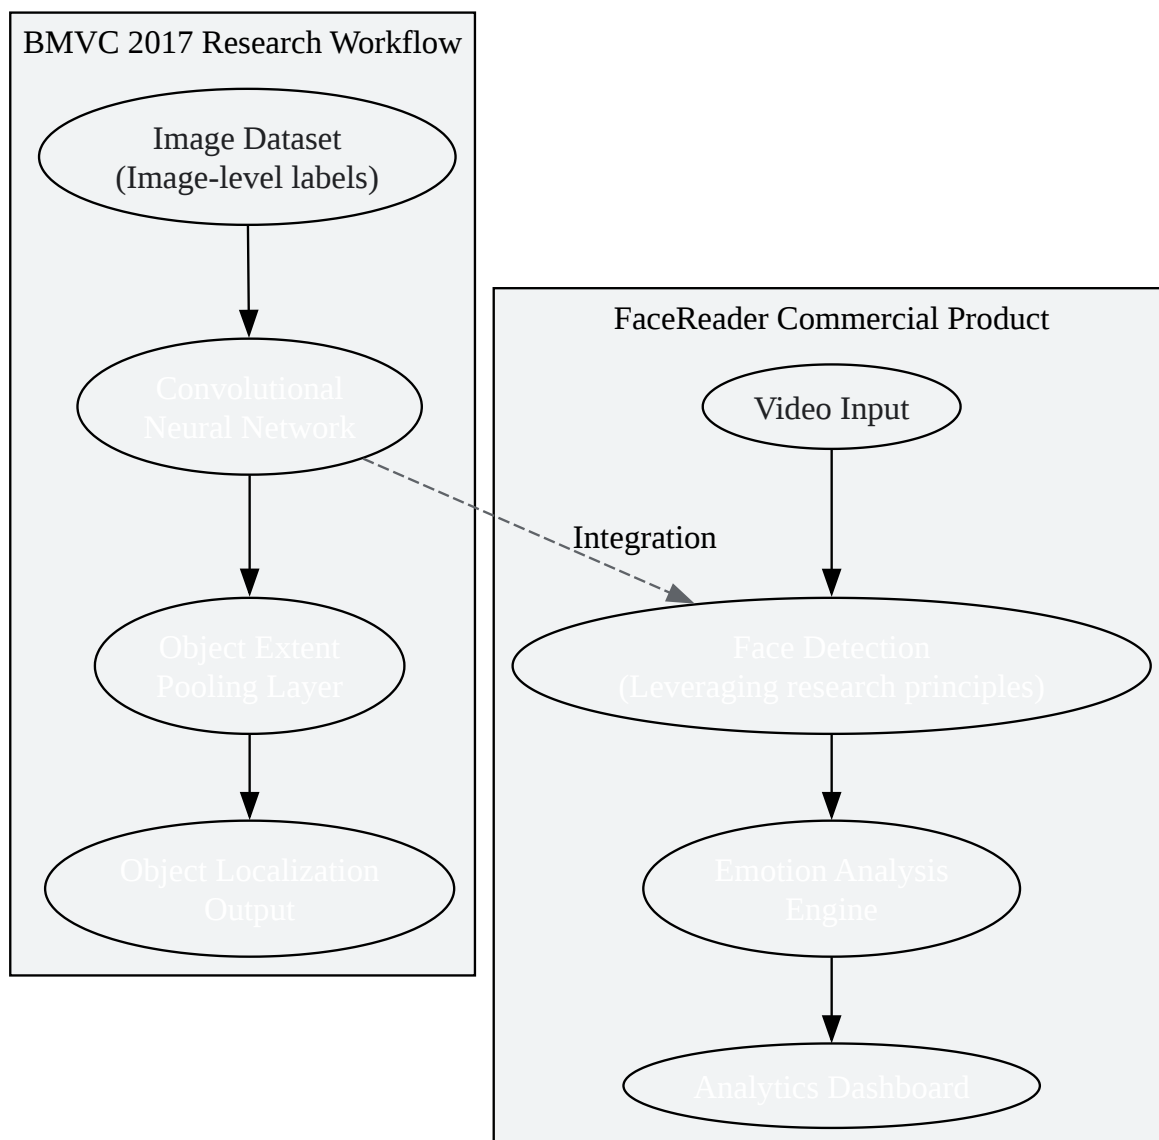 BMVC 2017 Research Workflow
Image Dataset
(Image-level labels)
Convolutional
Neural Network
Object Extent
Pooling Layer
Object Localization
Output
Integration
FaceReader Commercial Product
Video Input
Face Detection
(Leveraging research principles)
Emotion Analysis
Engine
Analytics Dashboard